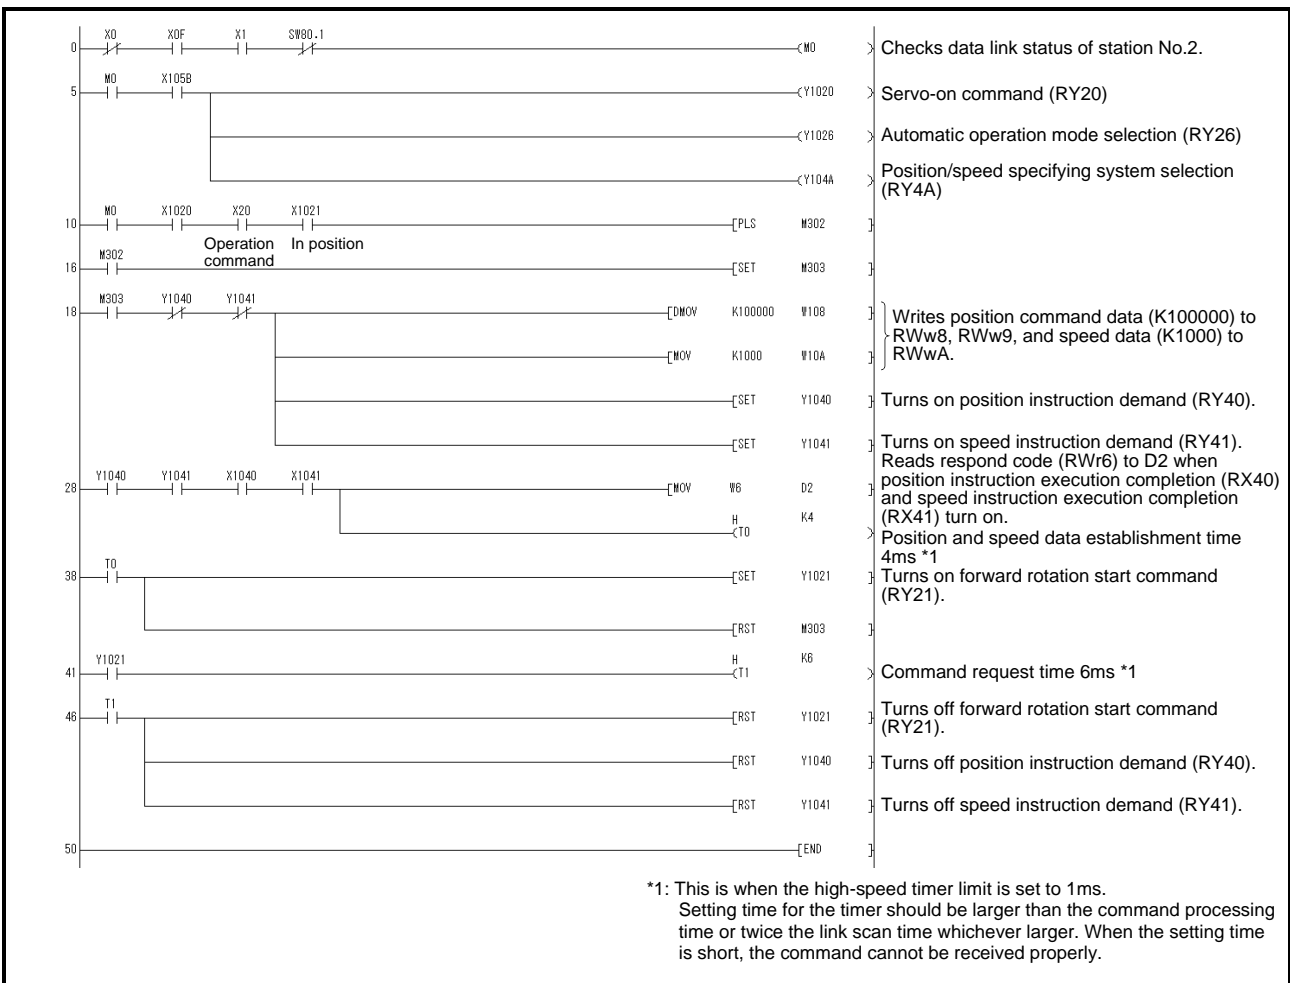 X0 X0F X1 SW80.1
0 (M0 ) Checks data link status of station No.2.
M0 X105B
5 (Y1020 ) Servo-on command (RY20)
(Y1026 ) Automatic operation mode selection (RY26)
(Y104A ) Position/speed specifying system selection
(RY4A)
M0 X1020 X20 X1021
10 [PLS M302 ]
Operation In position
command
M302
16 [SET M303 ]
M303 Y1040 Y1041
18 [DMOV K100000 W108 ] Writes position command data (K100000) to
RWw8, RWw9, and speed data (K1000) to
[MOV K1000 W10A ] RWwA.
[SET Y1040 ] Turns on position instruction demand (RY40).
[SET Y1041 ] Turns on speed instruction demand (RY41).
Reads respond code (RWr6) to D2 when
Y1040 Y1041 X1040 X1041
28 [MOV W6 D2 ] position instruction execution completion (RX40)
and speed instruction execution completion
(RX41) turn on.
H K4
(T0 ) Position and speed data establishment time
4ms *1
T0
38 [SET Y1021 ] Turns on forward rotation start command
(RY21).
[RST M303 ]
Y1021 H K6
41 (T1 ) Command request time 6ms *1
T1
46 [RST Y1021 ] Turns off forward rotation start command
(RY21).
[RST Y1040 ] Turns off position instruction demand (RY40).
[RST Y1041 ] Turns off speed instruction demand (RY41).
50 [END ]
*1: This is when the high-speed timer limit is set to 1ms.
Setting time for the timer should be larger than the command processing
time or twice the link scan time whichever larger. When the setting time
is short, the command cannot be received properly.